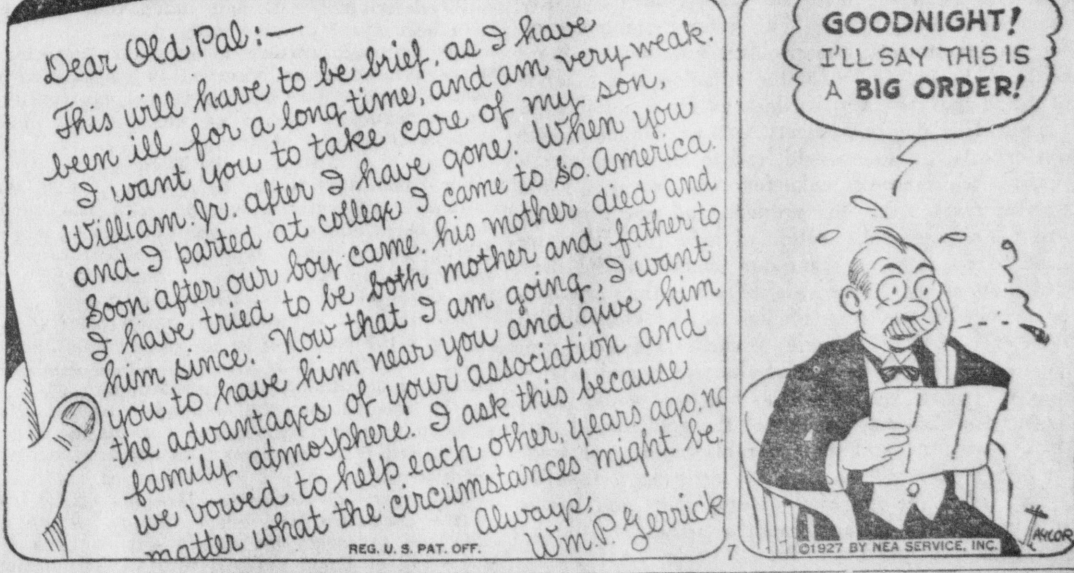 Dear Old Pal:—
This will have to be brief, as I have
been ill for a long time, and am very weak.
I want you to take care of my son,
William Jr. after I have gone. When you
and I parted at college I came to So. America.
Soon after our boy came, his mother died and
I have tried to be both mother and father to
him since. Now that I am going, I want
you to have him near you and give him
the advantages of your association and
family atmosphere. I ask this because
we vowed to help each other, years ago, no
matter what the circumstances might be
Always,
Wm. P. Gerrick
REG. U. S. PAT. OFF.
7
GOODNIGHT!
I'LL SAY THIS IS
A BIG ORDER!
©1927 BY NEA SERVICE, INC.
TAYLOR